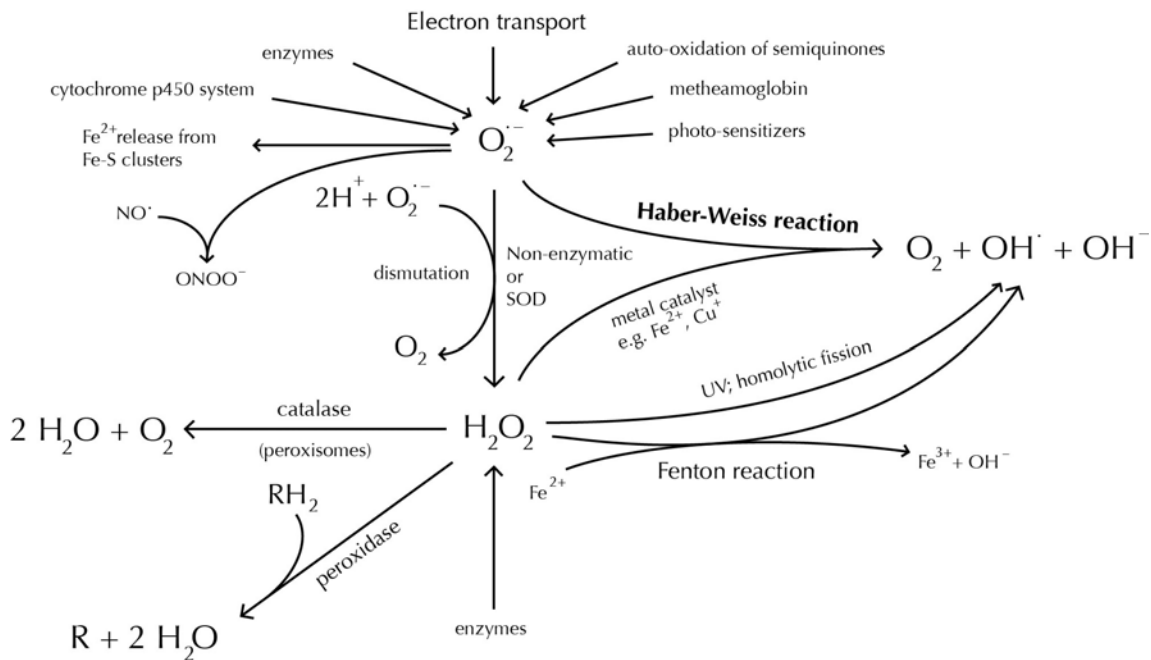 Electron transport
enzymes
auto-oxidation of semiquinones
cytochrome p450 system
metheamoglobin
Fe²⁺release from
Fe-S clusters
O₂˙⁻
photo-sensitizers
2H⁺+ O₂˙⁻
NO˙
Haber-Weiss reaction
O₂ + OH˙ + OH⁻
ONOO⁻
dismutation
Non-enzymatic
or
SOD
metal catalyst
e.g. Fe²⁺, Cu⁺
O₂
UV; homolytic fission
2 H₂O + O₂
catalase
(peroxisomes)
H₂O₂
Fe²⁺
Fenton reaction
Fe³⁺+ OH⁻
RH₂
peroxidase
R + 2 H₂O
enzymes